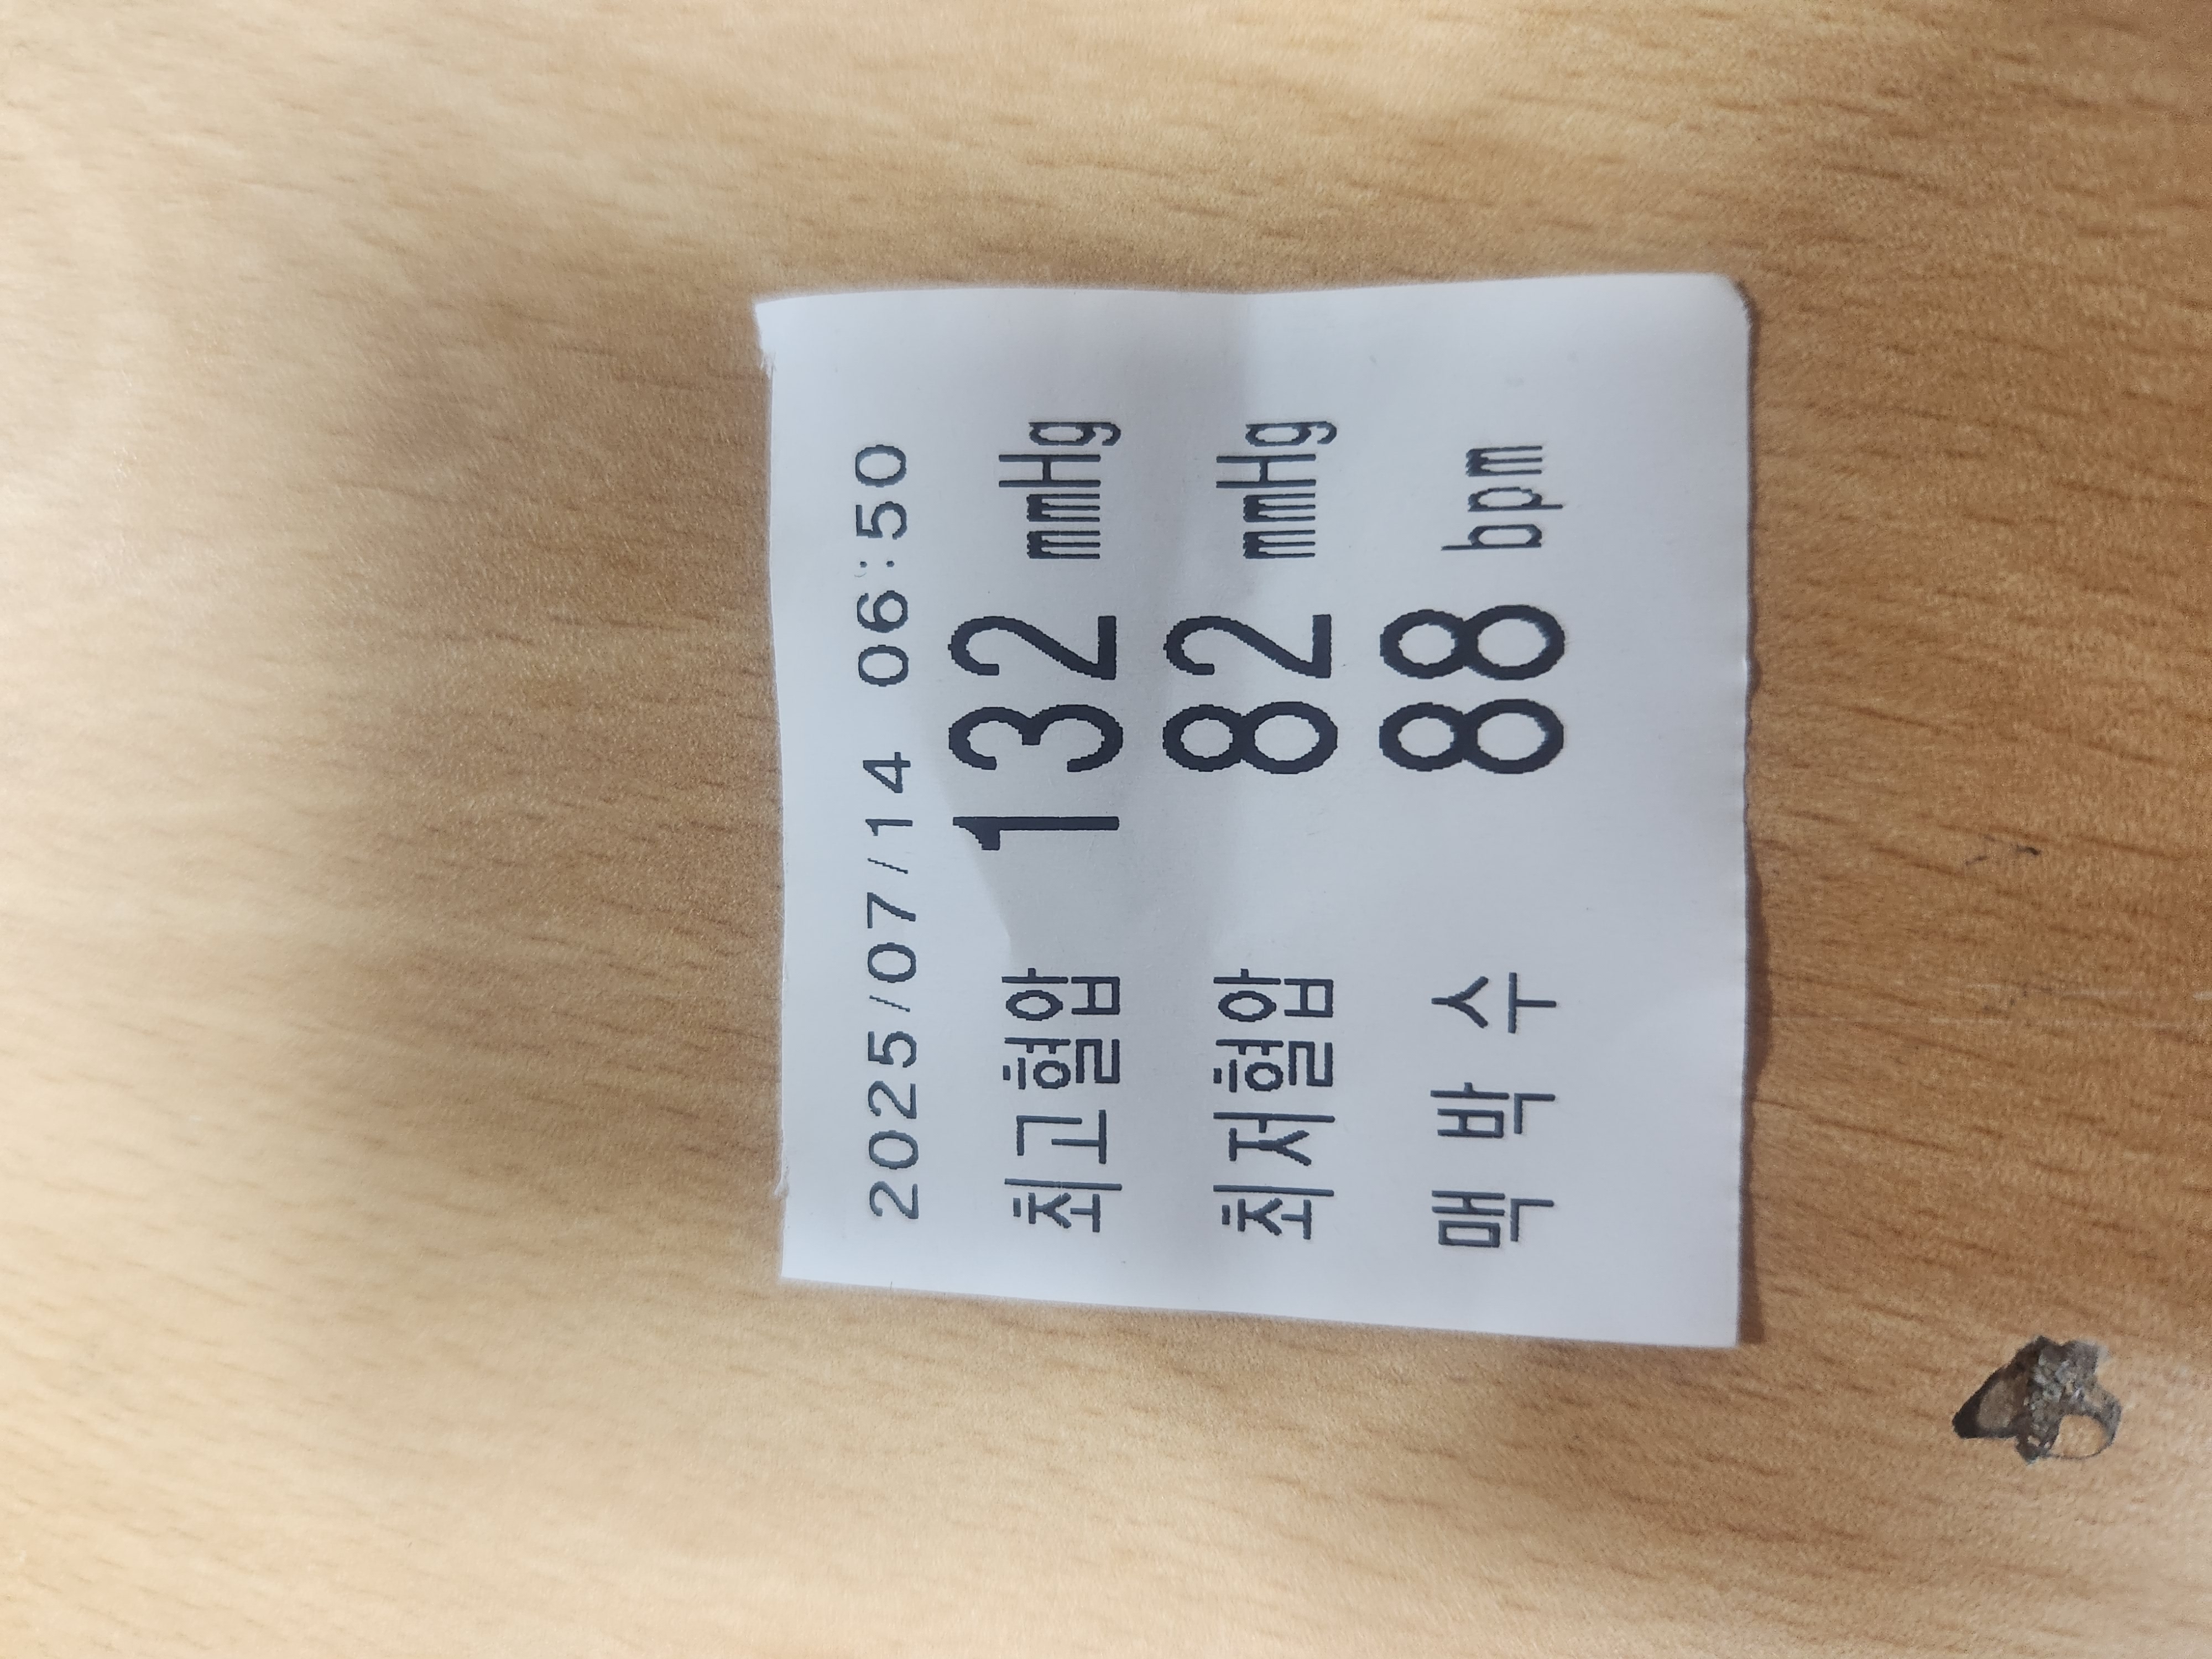 2025/07/14 06:50
최고혈압 132 mmHg
최저혈압 82 mmHg
맥 박 수 88 bpm